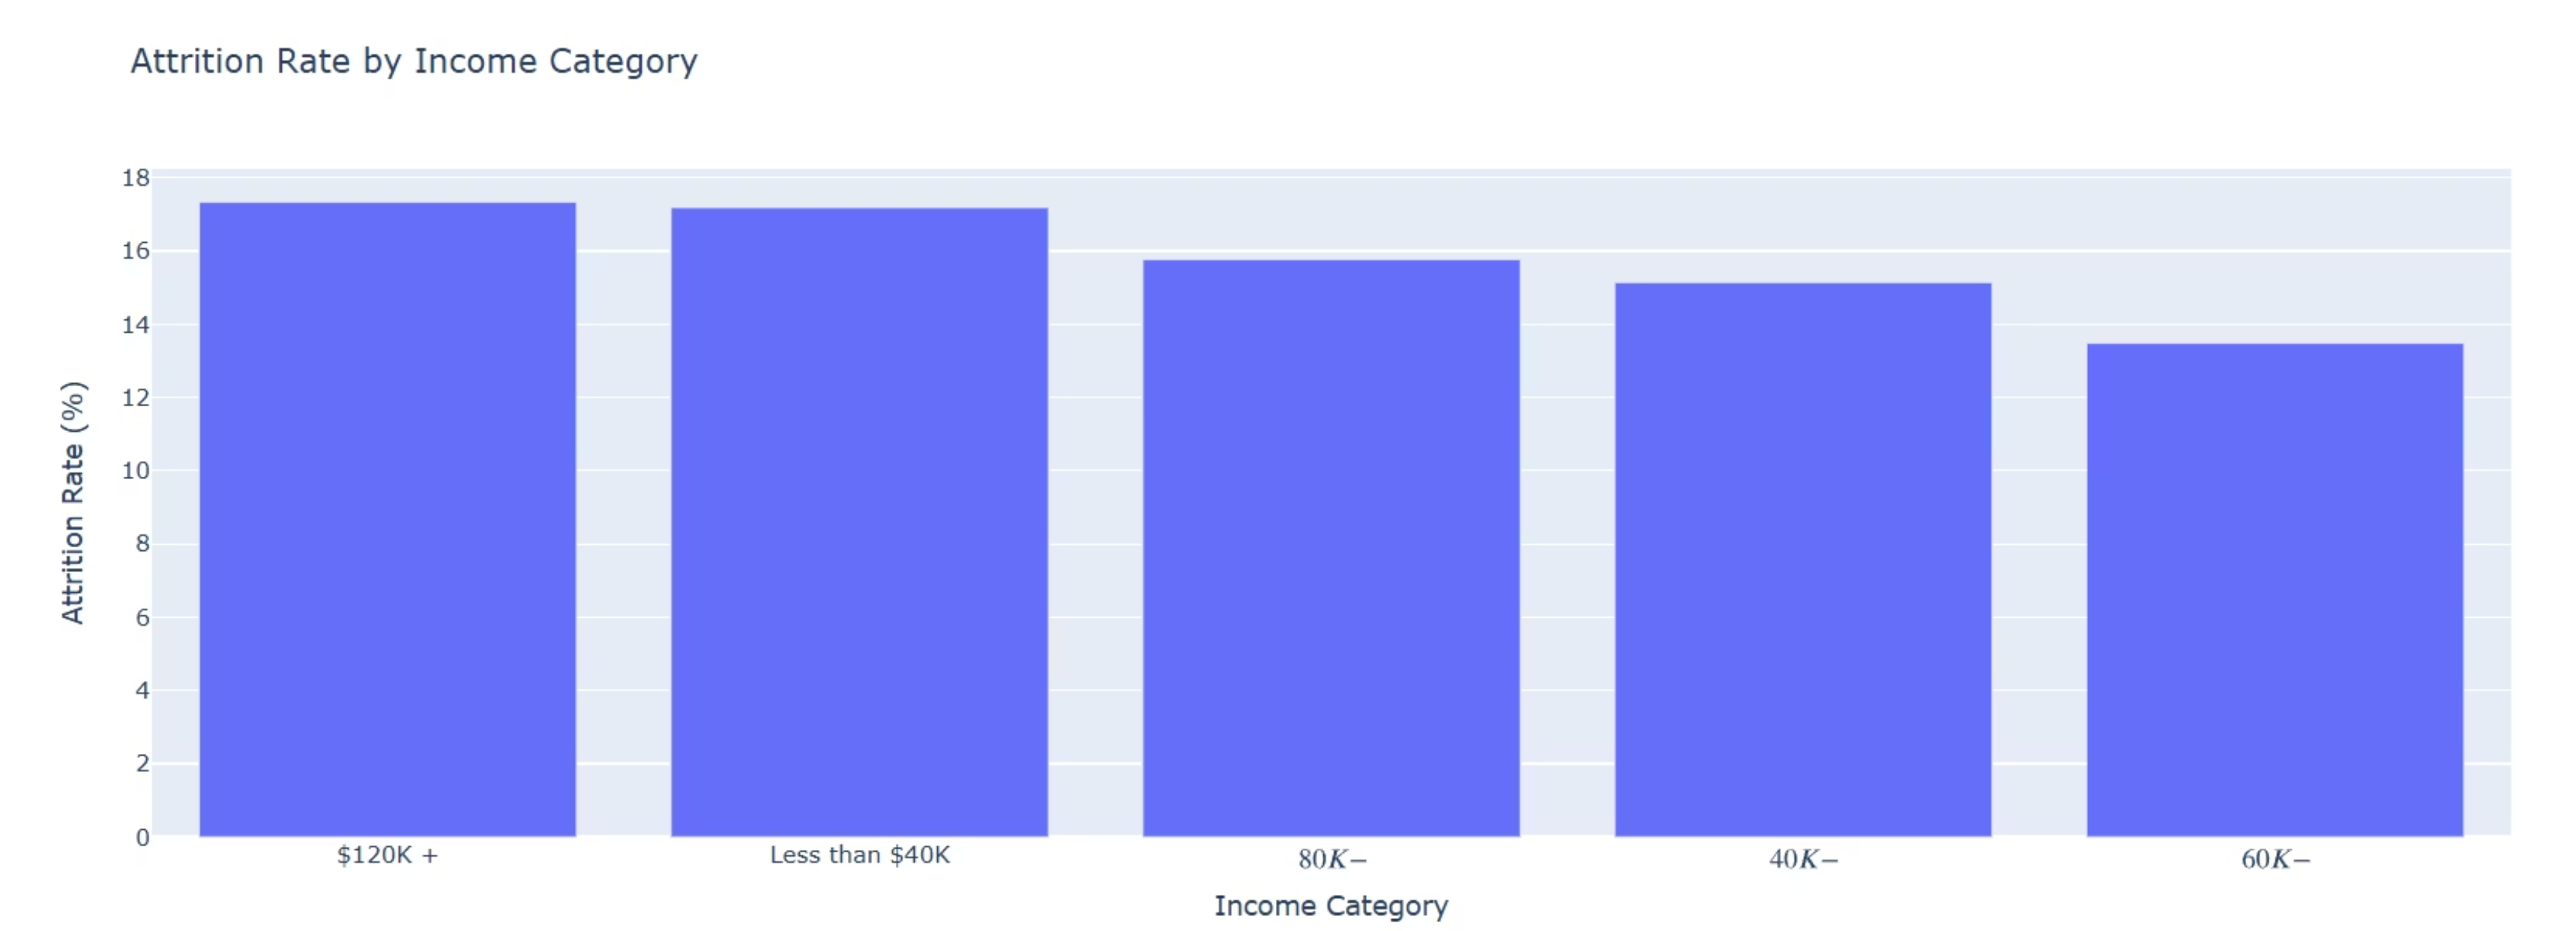 Attrition Rate by Income Category
18
16
14
12
10
8
6
4
2
0
Attrition Rate (%)
$120K +
Less than $40K
80K−
40K−
60K−
Income Category